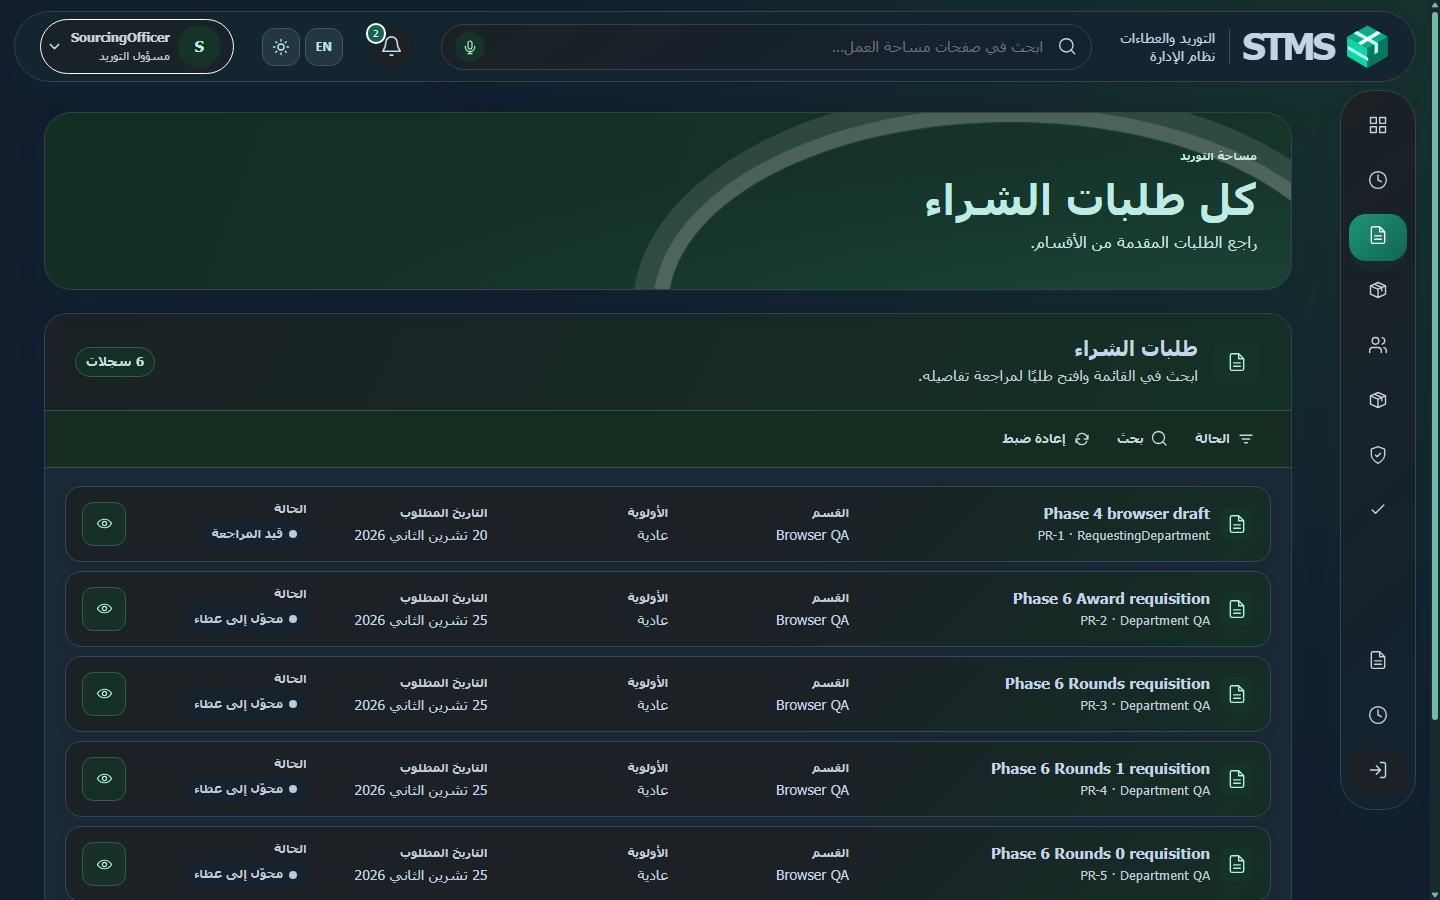 STMS
التوريد والعطاءات
نظام الإدارة
ابحث في صفحات مساحة العمل...
2
EN
SourcingOfficer
مسؤول التوريد
S
مساحة التوريد
كل طلبات الشراء
راجع الطلبات المقدمة من الأقسام.
طلبات الشراء
ابحث في القائمة وافتح طلبًا لمراجعة تفاصيله.
6 سجلات
الحالة
بحث
إعادة ضبط
Phase 4 browser draft
PR-1 · RequestingDepartment
القسم
Browser QA
الأولوية
عادية
التاريخ المطلوب
20 تشرين الثاني 2026
الحالة
قيد المراجعة
Phase 6 Award requisition
PR-2 · Department QA
القسم
Browser QA
الأولوية
عادية
التاريخ المطلوب
25 تشرين الثاني 2026
الحالة
محوّل إلى عطاء
Phase 6 Rounds requisition
PR-3 · Department QA
القسم
Browser QA
الأولوية
عادية
التاريخ المطلوب
25 تشرين الثاني 2026
الحالة
محوّل إلى عطاء
Phase 6 Rounds 1 requisition
PR-4 · Department QA
القسم
Browser QA
الأولوية
عادية
التاريخ المطلوب
25 تشرين الثاني 2026
الحالة
محوّل إلى عطاء
Phase 6 Rounds 0 requisition
PR-5 · Department QA
القسم
Browser QA
الأولوية
عادية
التاريخ المطلوب
25 تشرين الثاني 2026
الحالة
محوّل إلى عطاء